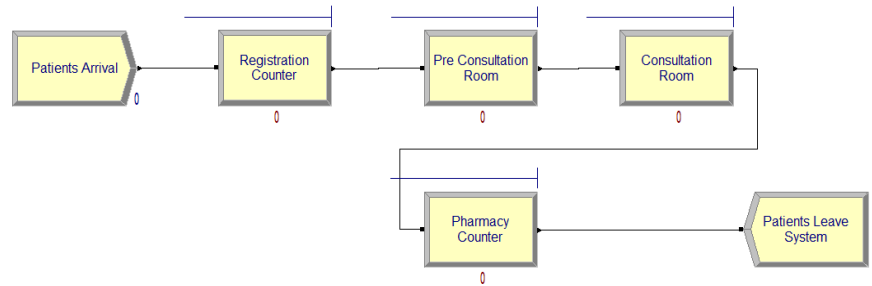 Patients Arrival
0
Registration
Counter
0
Pre Consultation
Room
0
Consultation
Room
0
Pharmacy
Counter
0
Patients Leave
System